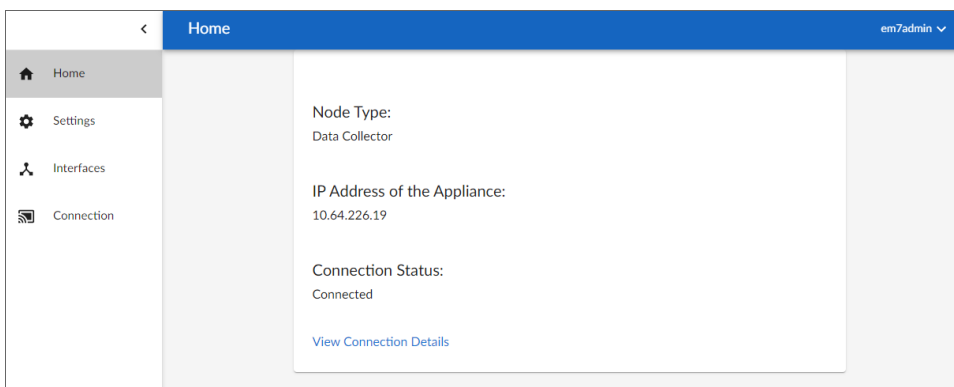 Home
em7admin
Home
Settings
Interfaces
Connection
Node Type:
Data Collector
IP Address of the Appliance:
10.64.226.19
Connection Status:
Connected
View Connection Details